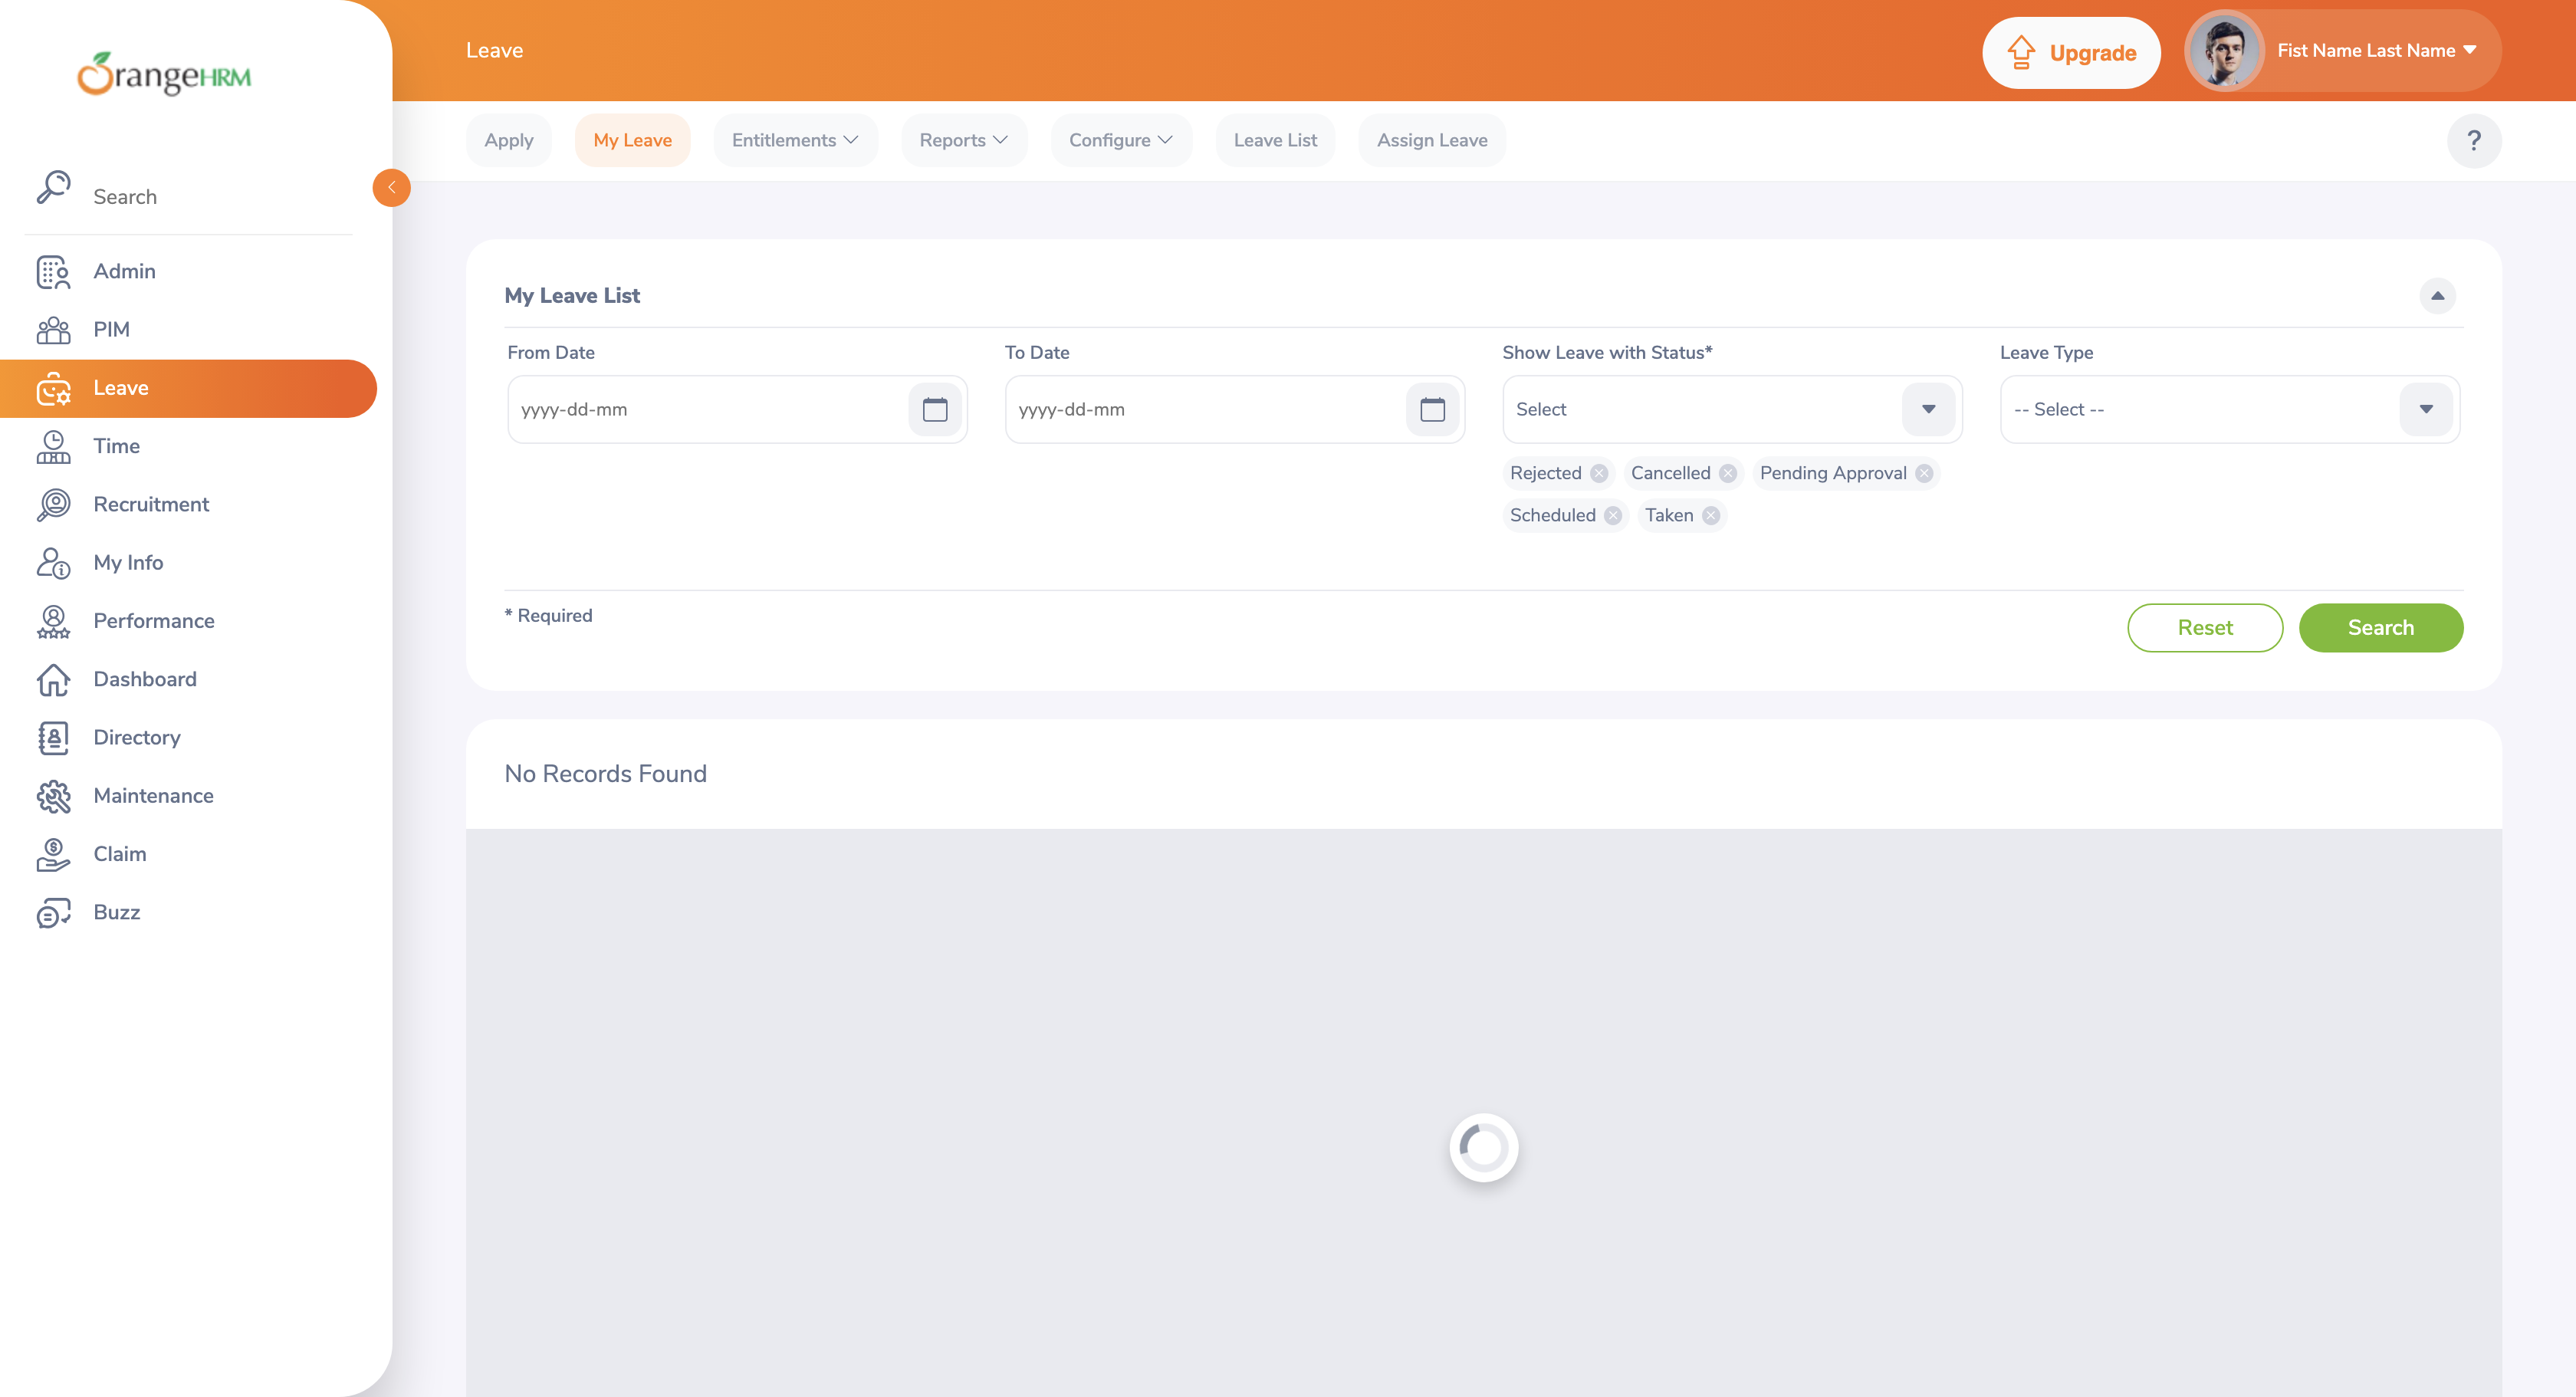 OrangeHRM
Search
Admin
PIM
Leave
Time
Recruitment
My Info
Performance
Dashboard
Directory
Maintenance
Claim
Buzz
Leave
Upgrade
Fist Name Last Name
Apply
My Leave
Entitlements
Reports
Configure
Leave List
Assign Leave
?
My Leave List
From Date
To Date
Show Leave with Status*
Leave Type
yyyy-dd-mm
yyyy-dd-mm
Select
-- Select --
Rejected
Cancelled
Pending Approval
Scheduled
Taken
* Required
Reset
Search
No Records Found